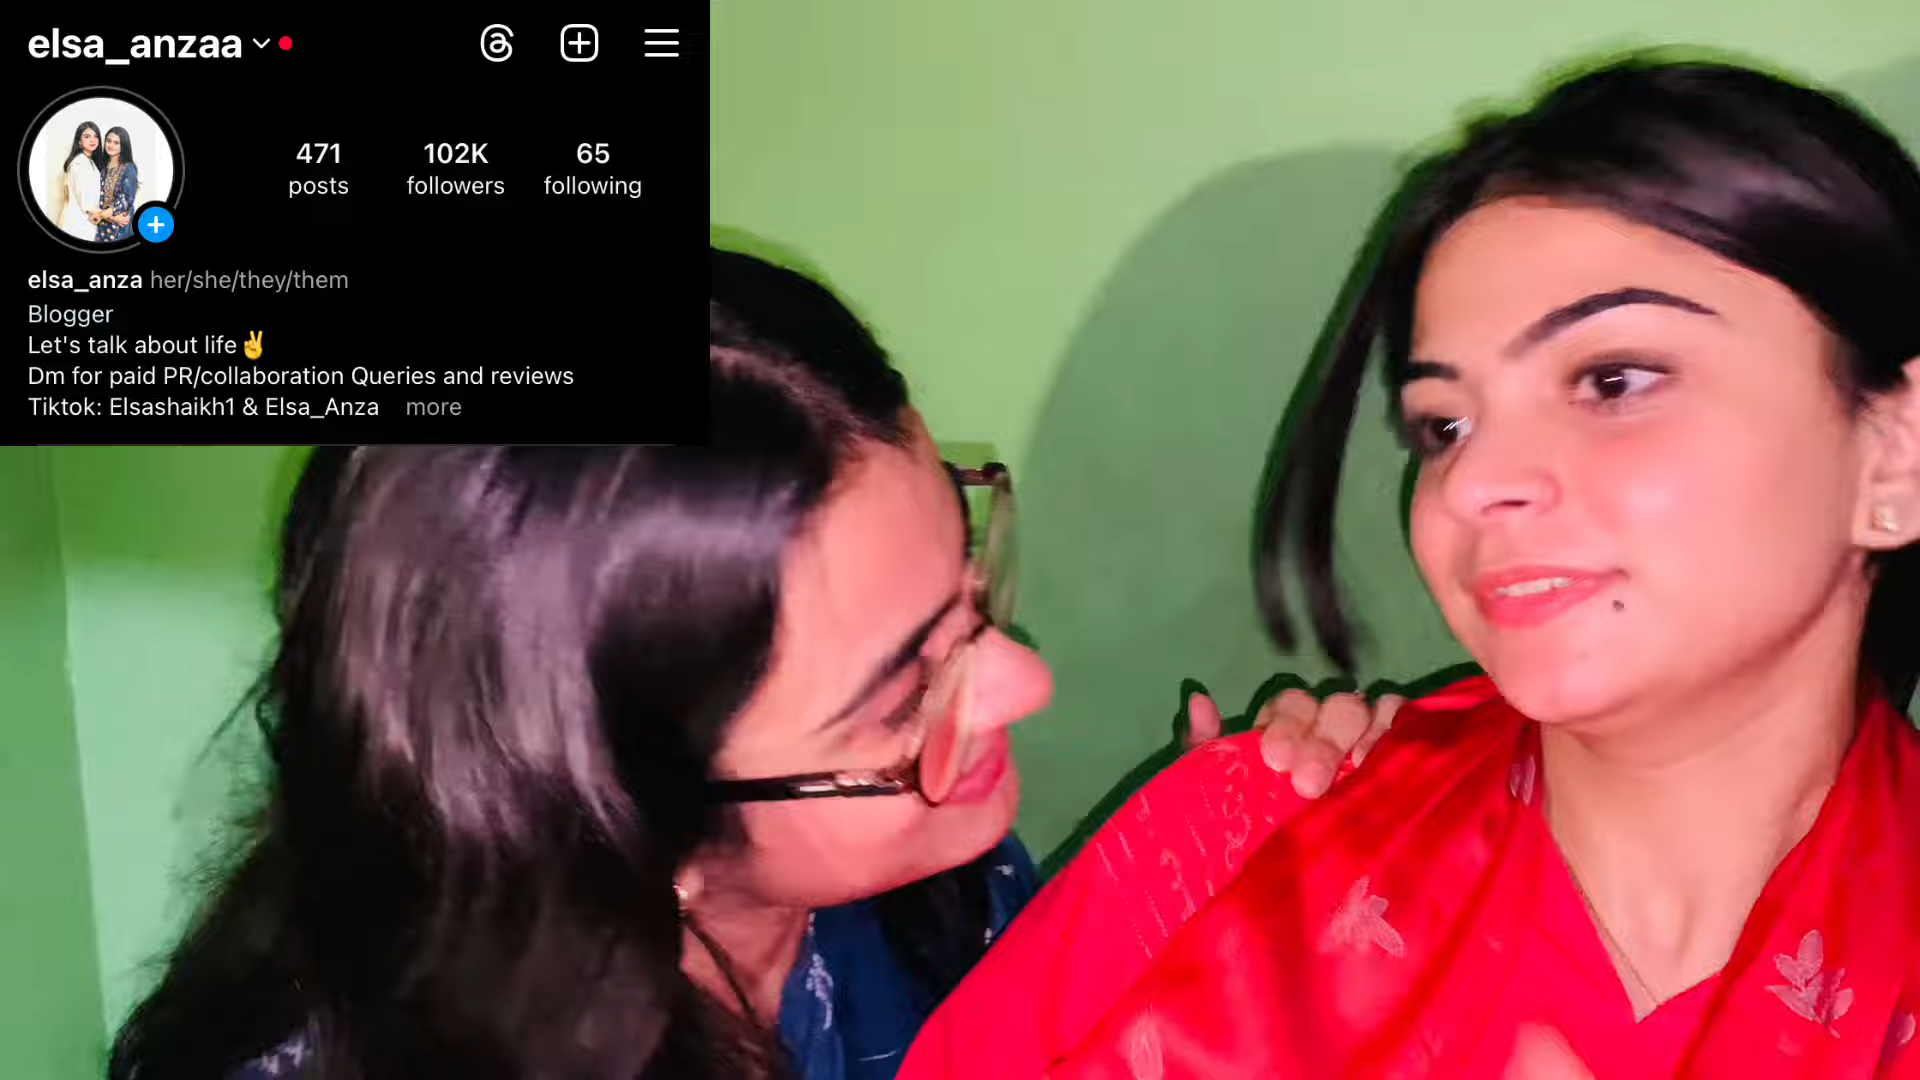 elsa_anzaa
471 102K 65
posts followers following
elsa_anza her/she/they/them
Blogger
Let's talk about life✌️
Dm for paid PR/collaboration Queries and reviews
Tiktok: Elsashaikh1 & Elsa_Anza more